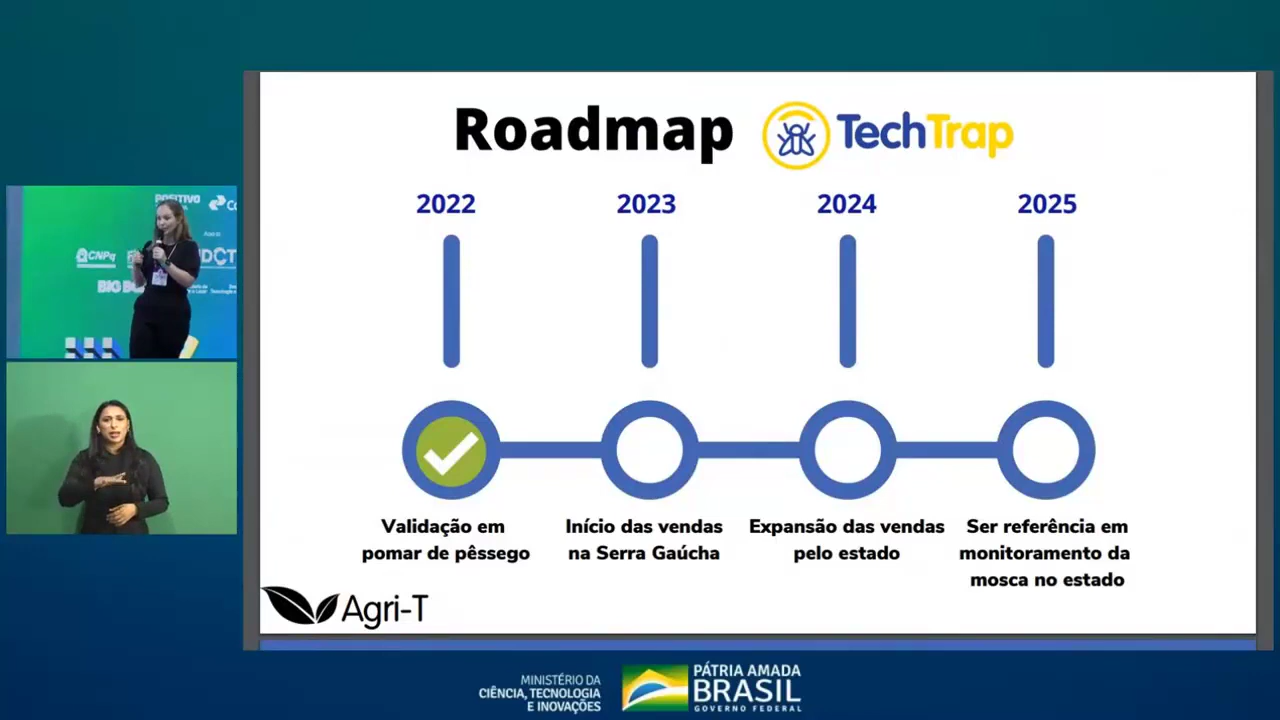 Roadmap
TechTrap
2022
2023
2024
2025
Validação em
pomar de pêssego
Início das vendas
na Serra Gaúcha
Expansão das vendas
pelo estado
Ser referência em
monitoramento da
mosca no estado
Agri-T
POSITIVO
CNPq
MINISTÉRIO DA
CIÊNCIA, TECNOLOGIA
E INOVAÇÕES
PÁTRIA AMADA
BRASIL
GOVERNO FEDERAL